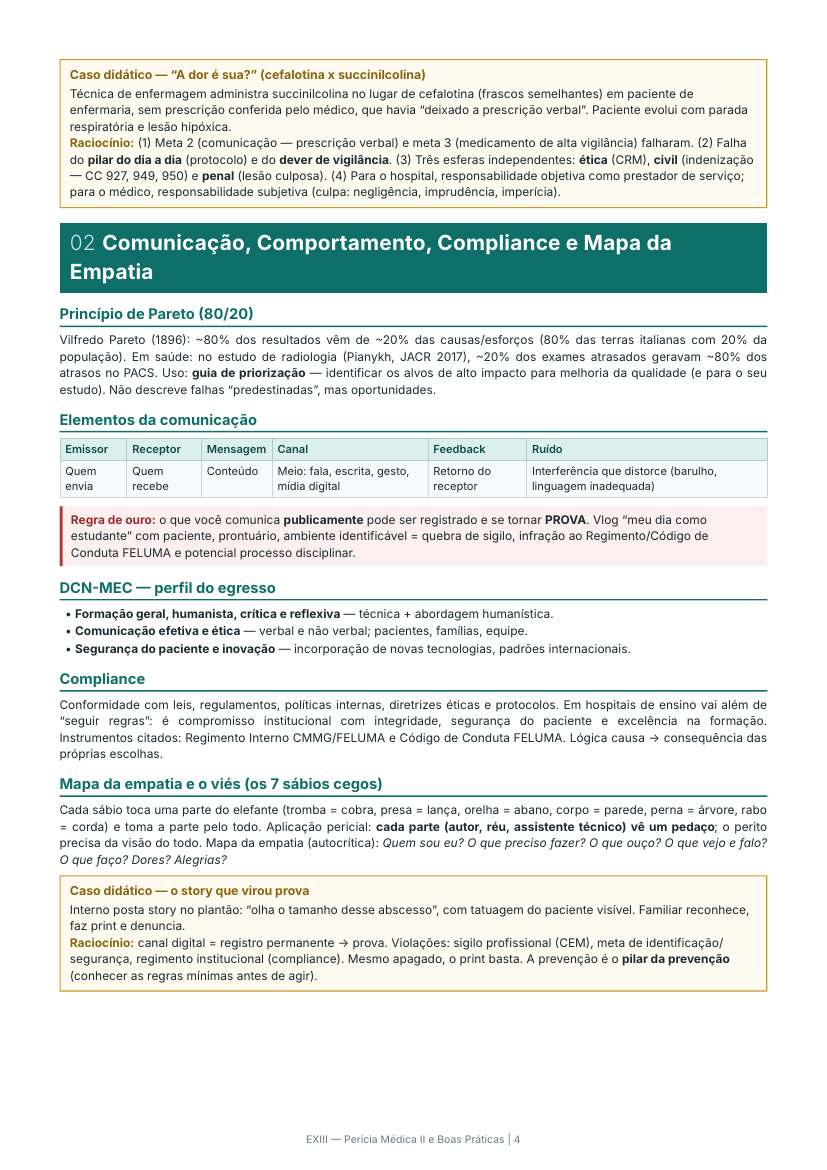 Caso didático — “A dor é sua?” (cefalotina x succinilcolina)
Técnica de enfermagem administra succinilcolina no lugar de cefalotina (frascos semelhantes) em paciente de
enfermaria, sem prescrição conferida pelo médico, que havia “deixado a prescrição verbal”. Paciente evolui com parada
respiratória e lesão hipóxica.
Raciocínio: (1) Meta 2 (comunicação — prescrição verbal) e meta 3 (medicamento de alta vigilância) falharam. (2) Falha
do pilar do dia a dia (protocolo) e do dever de vigilância. (3) Três esferas independentes: ética (CRM), civil (indenização
— CC 927, 949, 950) e penal (lesão culposa). (4) Para o hospital, responsabilidade objetiva como prestador de serviço;
para o médico, responsabilidade subjetiva (culpa: negligência, imprudência, imperícia).
02 Comunicação, Comportamento, Compliance e Mapa da
Empatia
Princípio de Pareto (80/20)
Vilfredo Pareto (1896): ~80% dos resultados vêm de ~20% das causas/esforços (80% das terras italianas com 20% da
população). Em saúde: no estudo de radiologia (Pianykh, JACR 2017), ~20% dos exames atrasados geravam ~80% dos
atrasos no PACS. Uso: guia de priorização — identificar os alvos de alto impacto para melhoria da qualidade (e para o seu
estudo). Não descreve falhas “predestinadas”, mas oportunidades.
Elementos da comunicação
Emissor Receptor Mensagem Canal Feedback Ruído
Quem Quem Conteúdo Meio: fala, escrita, gesto, Retorno do Interferência que distorce (barulho,
envia recebe mídia digital receptor linguagem inadequada)
Regra de ouro: o que você comunica publicamente pode ser registrado e se tornar PROVA. Vlog “meu dia como
estudante” com paciente, prontuário, ambiente identificável = quebra de sigilo, infração ao Regimento/Código de
Conduta FELUMA e potencial processo disciplinar.
DCN-MEC — perfil do egresso
• Formação geral, humanista, crítica e reflexiva — técnica + abordagem humanística.
• Comunicação efetiva e ética — verbal e não verbal; pacientes, famílias, equipe.
• Segurança do paciente e inovação — incorporação de novas tecnologias, padrões internacionais.
Compliance
Conformidade com leis, regulamentos, políticas internas, diretrizes éticas e protocolos. Em hospitais de ensino vai além de
“seguir regras”: é compromisso institucional com integridade, segurança do paciente e excelência na formação.
Instrumentos citados: Regimento Interno CMMG/FELUMA e Código de Conduta FELUMA. Lógica causa → consequência das
próprias escolhas.
Mapa da empatia e o viés (os 7 sábios cegos)
Cada sábio toca uma parte do elefante (tromba = cobra, presa = lança, orelha = abano, corpo = parede, perna = árvore, rabo
= corda) e toma a parte pelo todo. Aplicação pericial: cada parte (autor, réu, assistente técnico) vê um pedaço; o perito
precisa da visão do todo. Mapa da empatia (autocrítica): Quem sou eu? O que preciso fazer? O que ouço? O que vejo e falo?
O que faço? Dores? Alegrias?
Caso didático — o story que virou prova
Interno posta story no plantão: “olha o tamanho desse abscesso”, com tatuagem do paciente visível. Familiar reconhece,
faz print e denuncia.
Raciocínio: canal digital = registro permanente → prova. Violações: sigilo profissional (CEM), meta de identificação/
segurança, regimento institucional (compliance). Mesmo apagado, o print basta. A prevenção é o pilar da prevenção
(conhecer as regras mínimas antes de agir).
EXIII — Perícia Médica II e Boas Práticas | 4